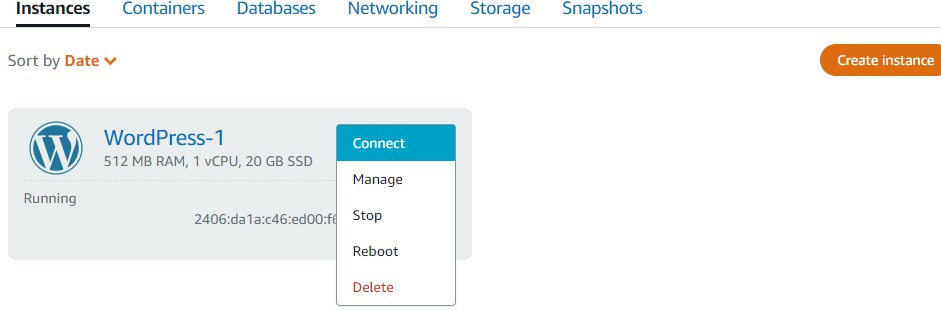 Instances Containers Databases Networking Storage Snapshots
Sort by Date
Create instance
WordPress-1
512 MB RAM, 1 vCPU, 20 GB SSD
Running
2406:da1a:c46:ed00:f6
Connect
Manage
Stop
Reboot
Delete